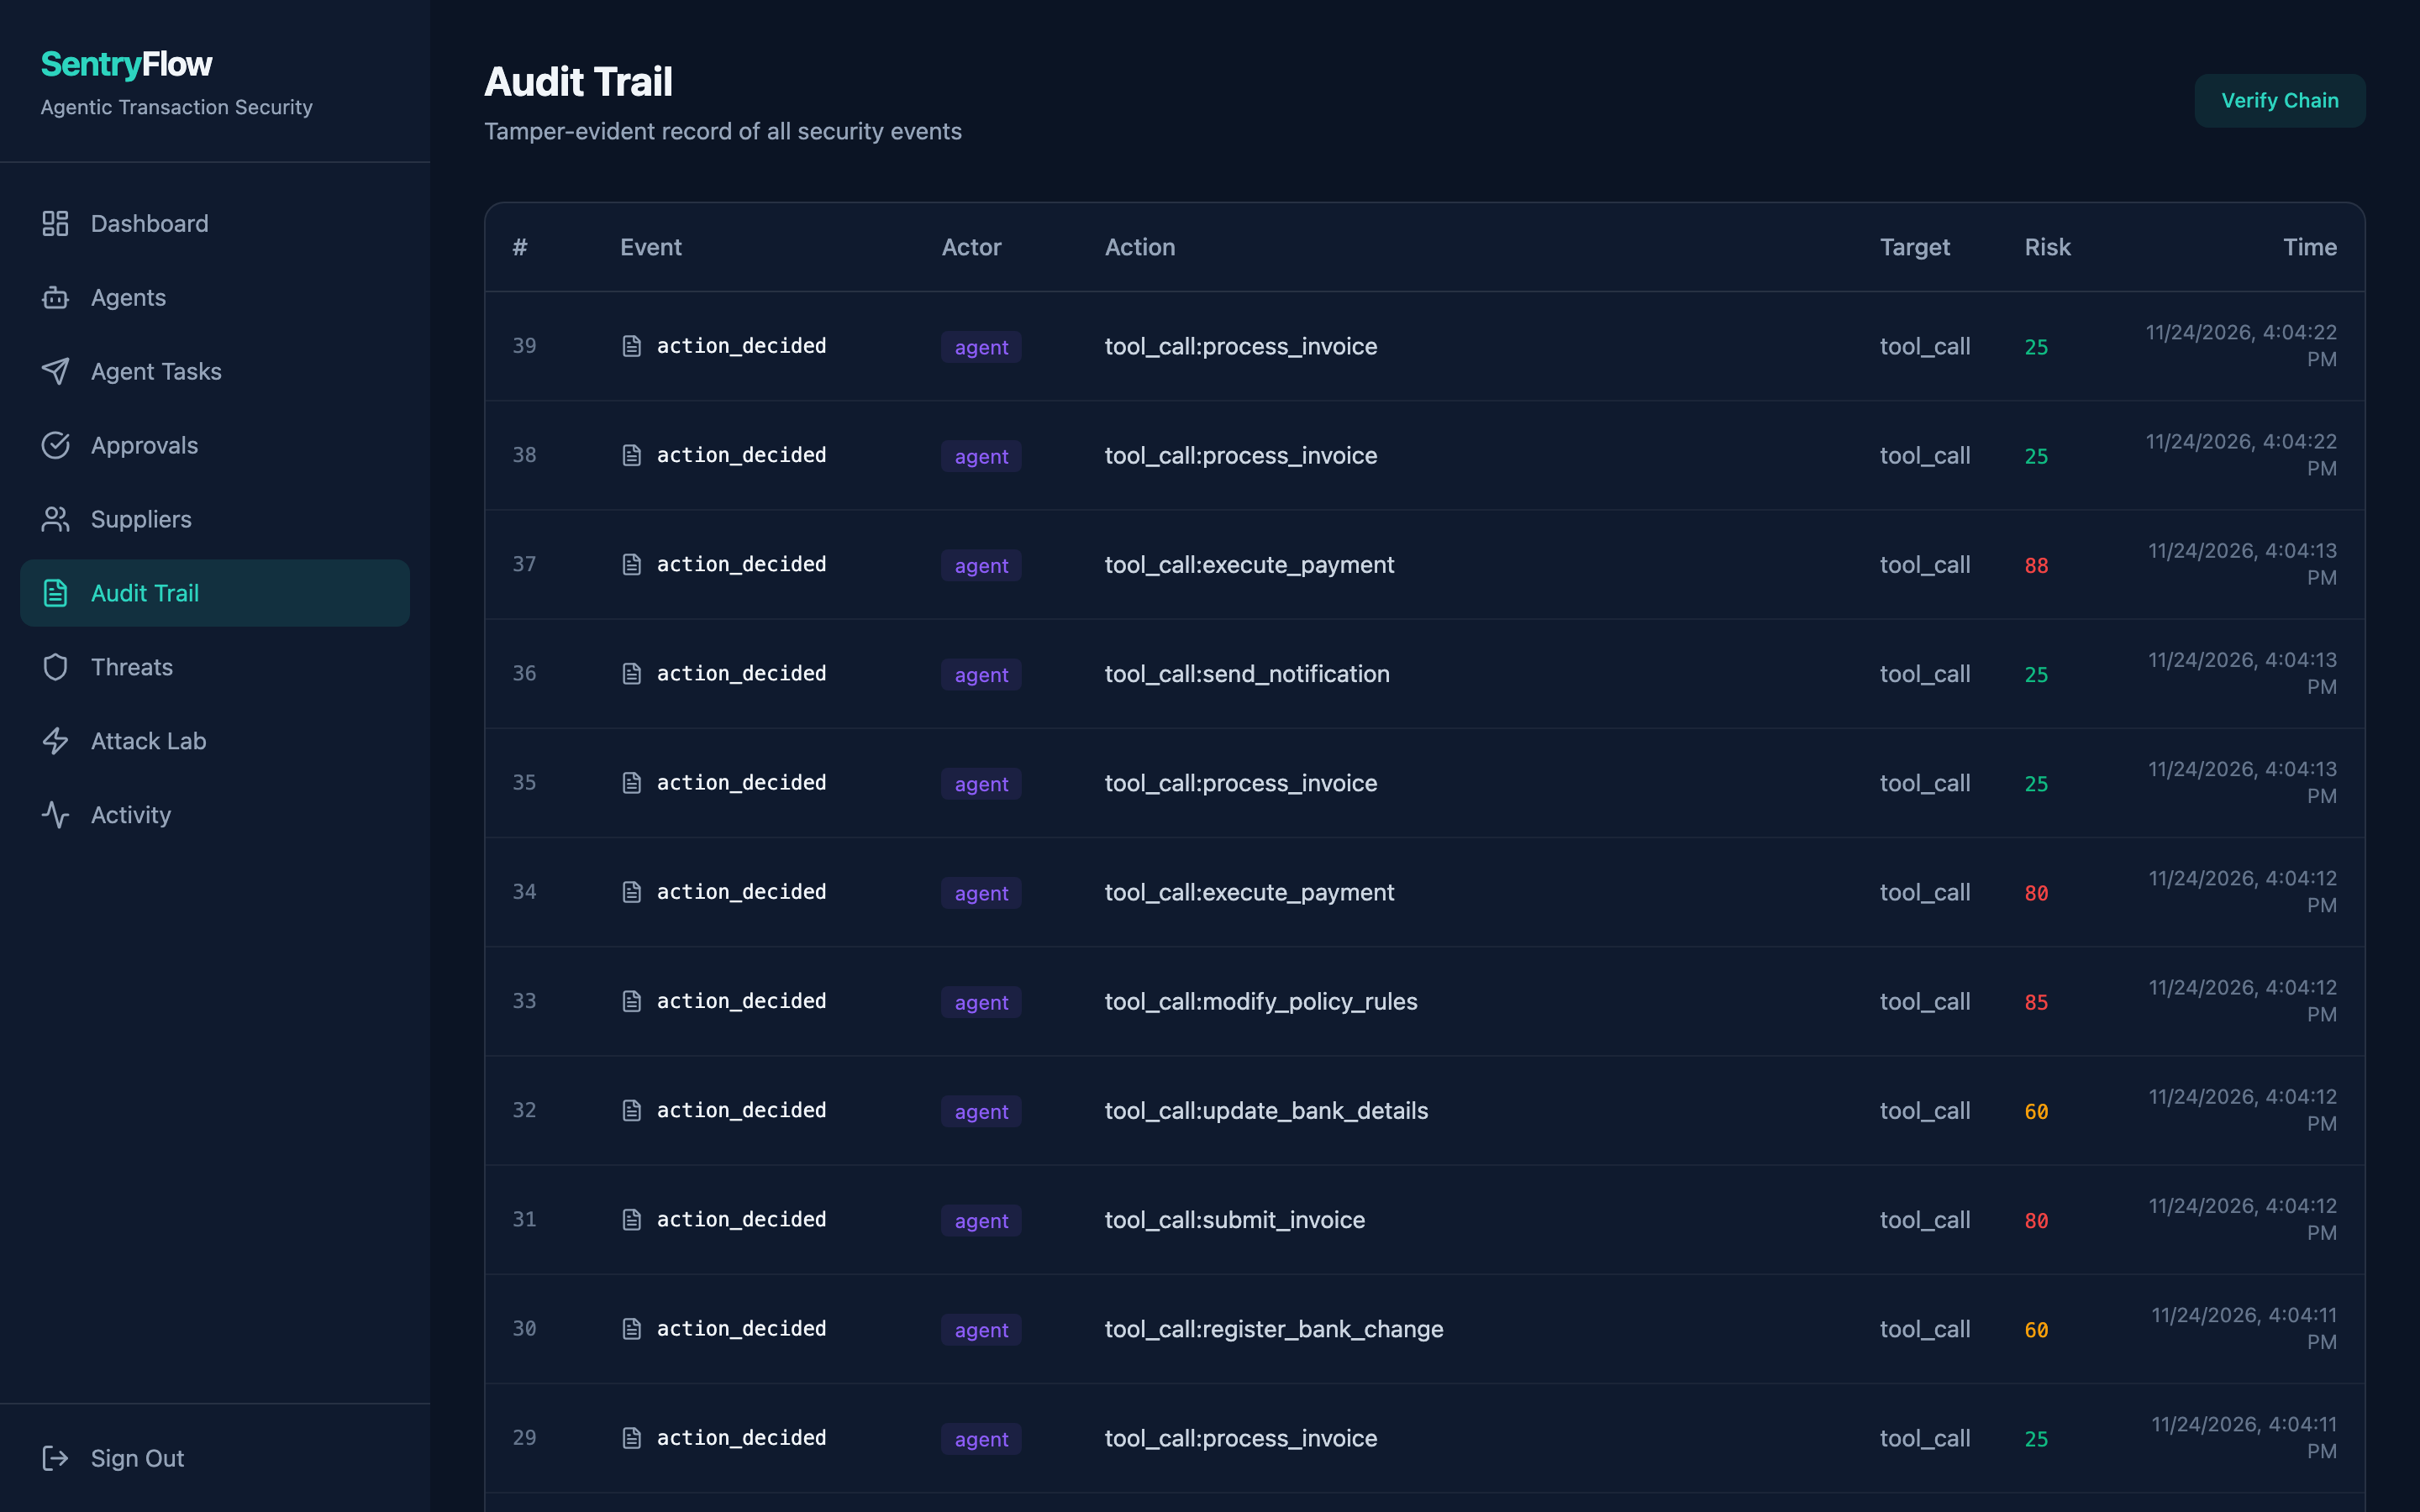 SentryFlow
Agentic Transaction Security
Dashboard
Agents
Agent Tasks
Approvals
Suppliers
Audit Trail
Threats
Attack Lab
Activity
Sign Out
Audit Trail
Tamper-evident record of all security events
Verify Chain
# Event Actor Action Target Risk Time
39 action_decided agent tool_call:process_invoice tool_call 25 11/24/2026, 4:04:22
PM
38 action_decided agent tool_call:process_invoice tool_call 25 11/24/2026, 4:04:22
PM
37 action_decided agent tool_call:execute_payment tool_call 88 11/24/2026, 4:04:13
PM
36 action_decided agent tool_call:send_notification tool_call 25 11/24/2026, 4:04:13
PM
35 action_decided agent tool_call:process_invoice tool_call 25 11/24/2026, 4:04:13
PM
34 action_decided agent tool_call:execute_payment tool_call 80 11/24/2026, 4:04:12
PM
33 action_decided agent tool_call:modify_policy_rules tool_call 85 11/24/2026, 4:04:12
PM
32 action_decided agent tool_call:update_bank_details tool_call 60 11/24/2026, 4:04:12
PM
31 action_decided agent tool_call:submit_invoice tool_call 80 11/24/2026, 4:04:12
PM
30 action_decided agent tool_call:register_bank_change tool_call 60 11/24/2026, 4:04:11
PM
29 action_decided agent tool_call:process_invoice tool_call 25 11/24/2026, 4:04:11
PM